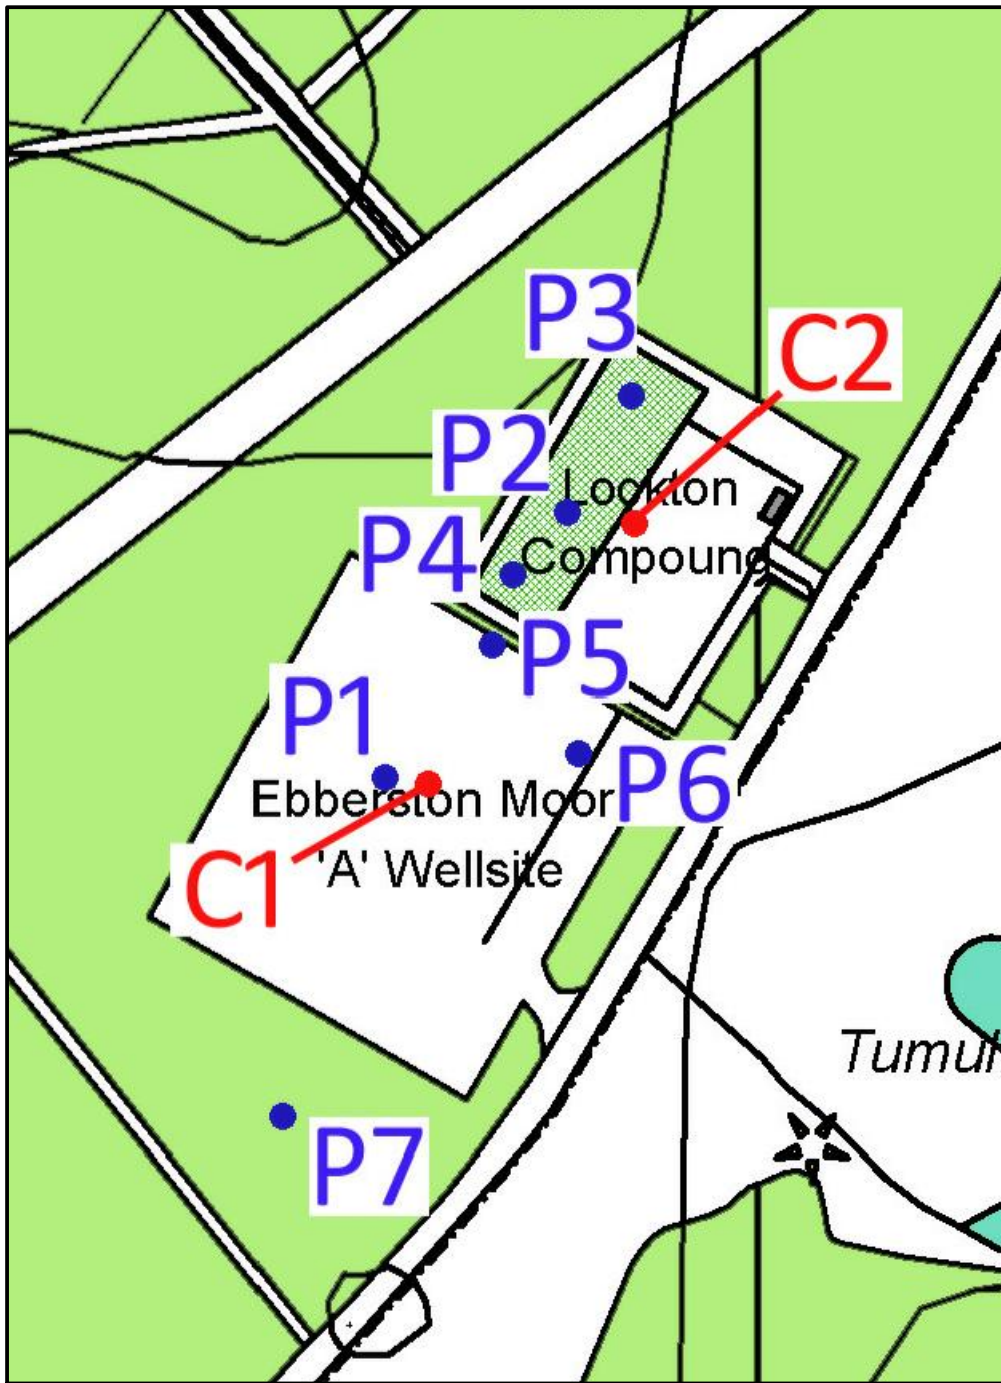 P3
C2
P2
Lockton
P4
Compound
P5
P1
P6
Ebberston Moor
'A' Wellsite
C1
P7